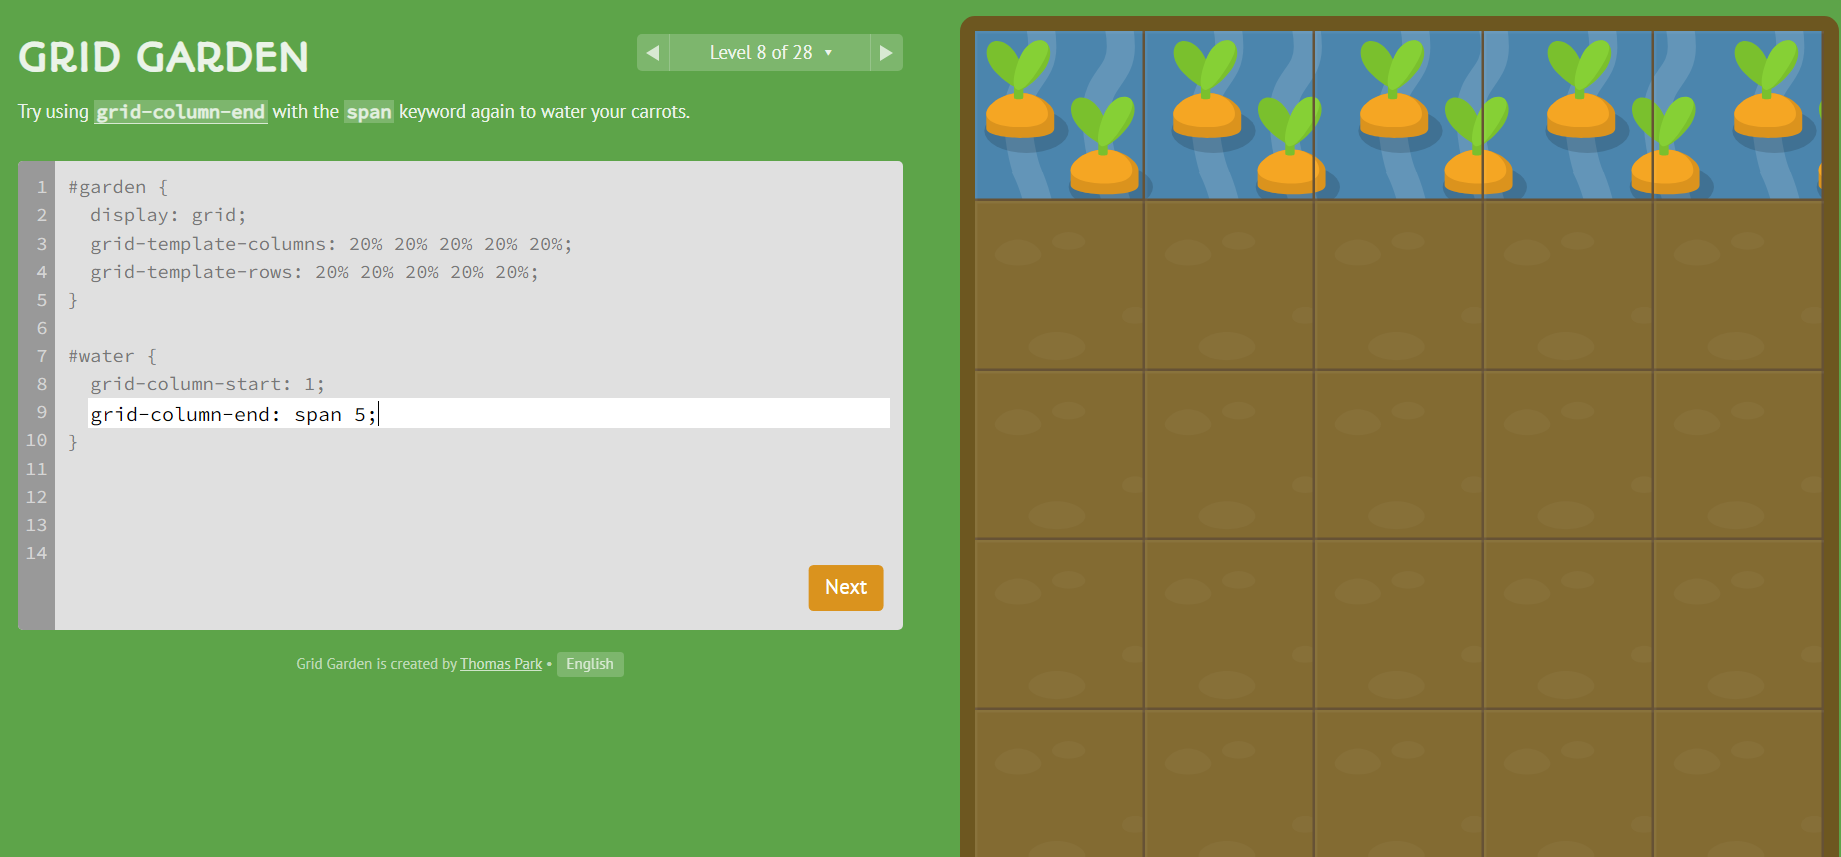 GRID GARDEN
◀ Level 8 of 28 ▾ ▶
Try using grid-column-end with the span keyword again to water your carrots.
1 #garden {
2   display: grid;
3   grid-template-columns: 20% 20% 20% 20% 20%;
4   grid-template-rows: 20% 20% 20% 20% 20%;
5 }
6
7 #water {
8   grid-column-start: 1;
9   grid-column-end: span 5;
10 }
11
12
13
14
Next
Grid Garden is created by Thomas Park • English